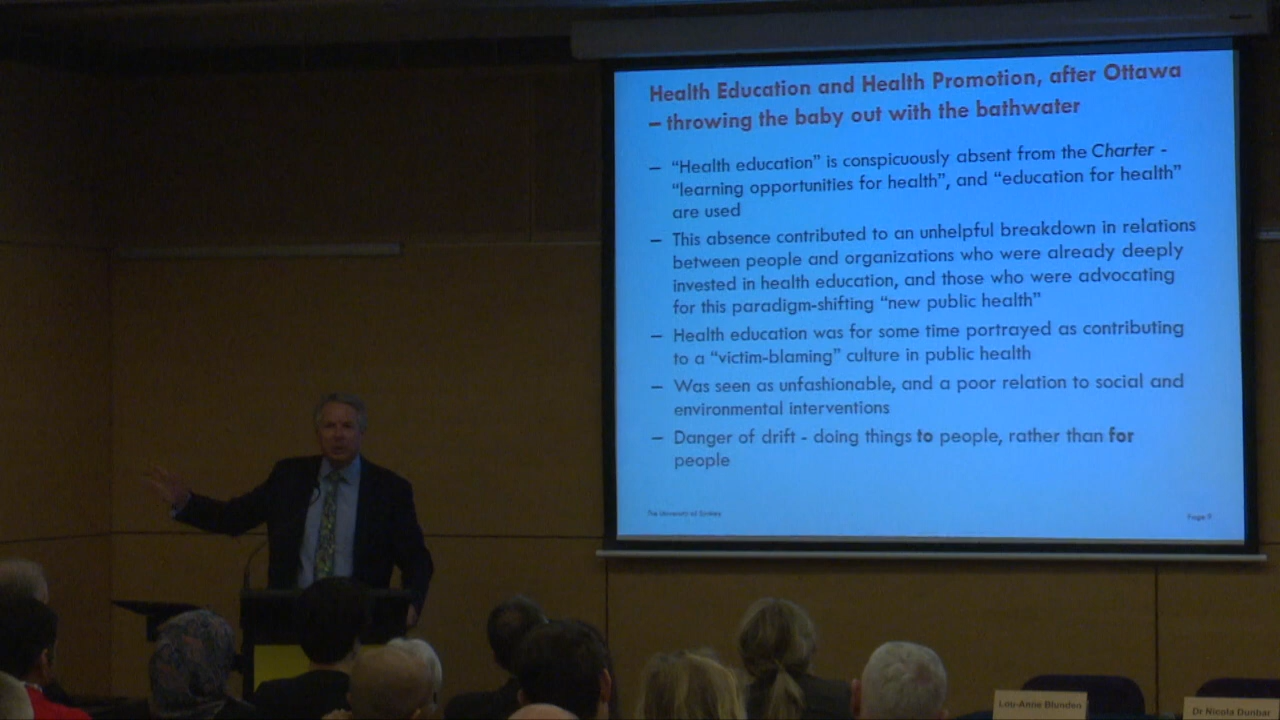 Health Education and Health Promotion, after Ottawa
– throwing the baby out with the bathwater
– "Health education" is conspicuously absent from the Charter -
"learning opportunities for health", and "education for health"
are used
– This absence contributed to an unhelpful breakdown in relations
between people and organizations who were already deeply
invested in health education, and those who were advocating
for this paradigm-shifting "new public health"
– Health education was for some time portrayed as contributing
to a "victim-blaming" culture in public health
– Was seen as unfashionable, and a poor relation to social and
environmental interventions
– Danger of drift - doing things to people, rather than for
people
The University of Sydney
Page
Lou-Anne Blunden
Dr Nicola Dunbar